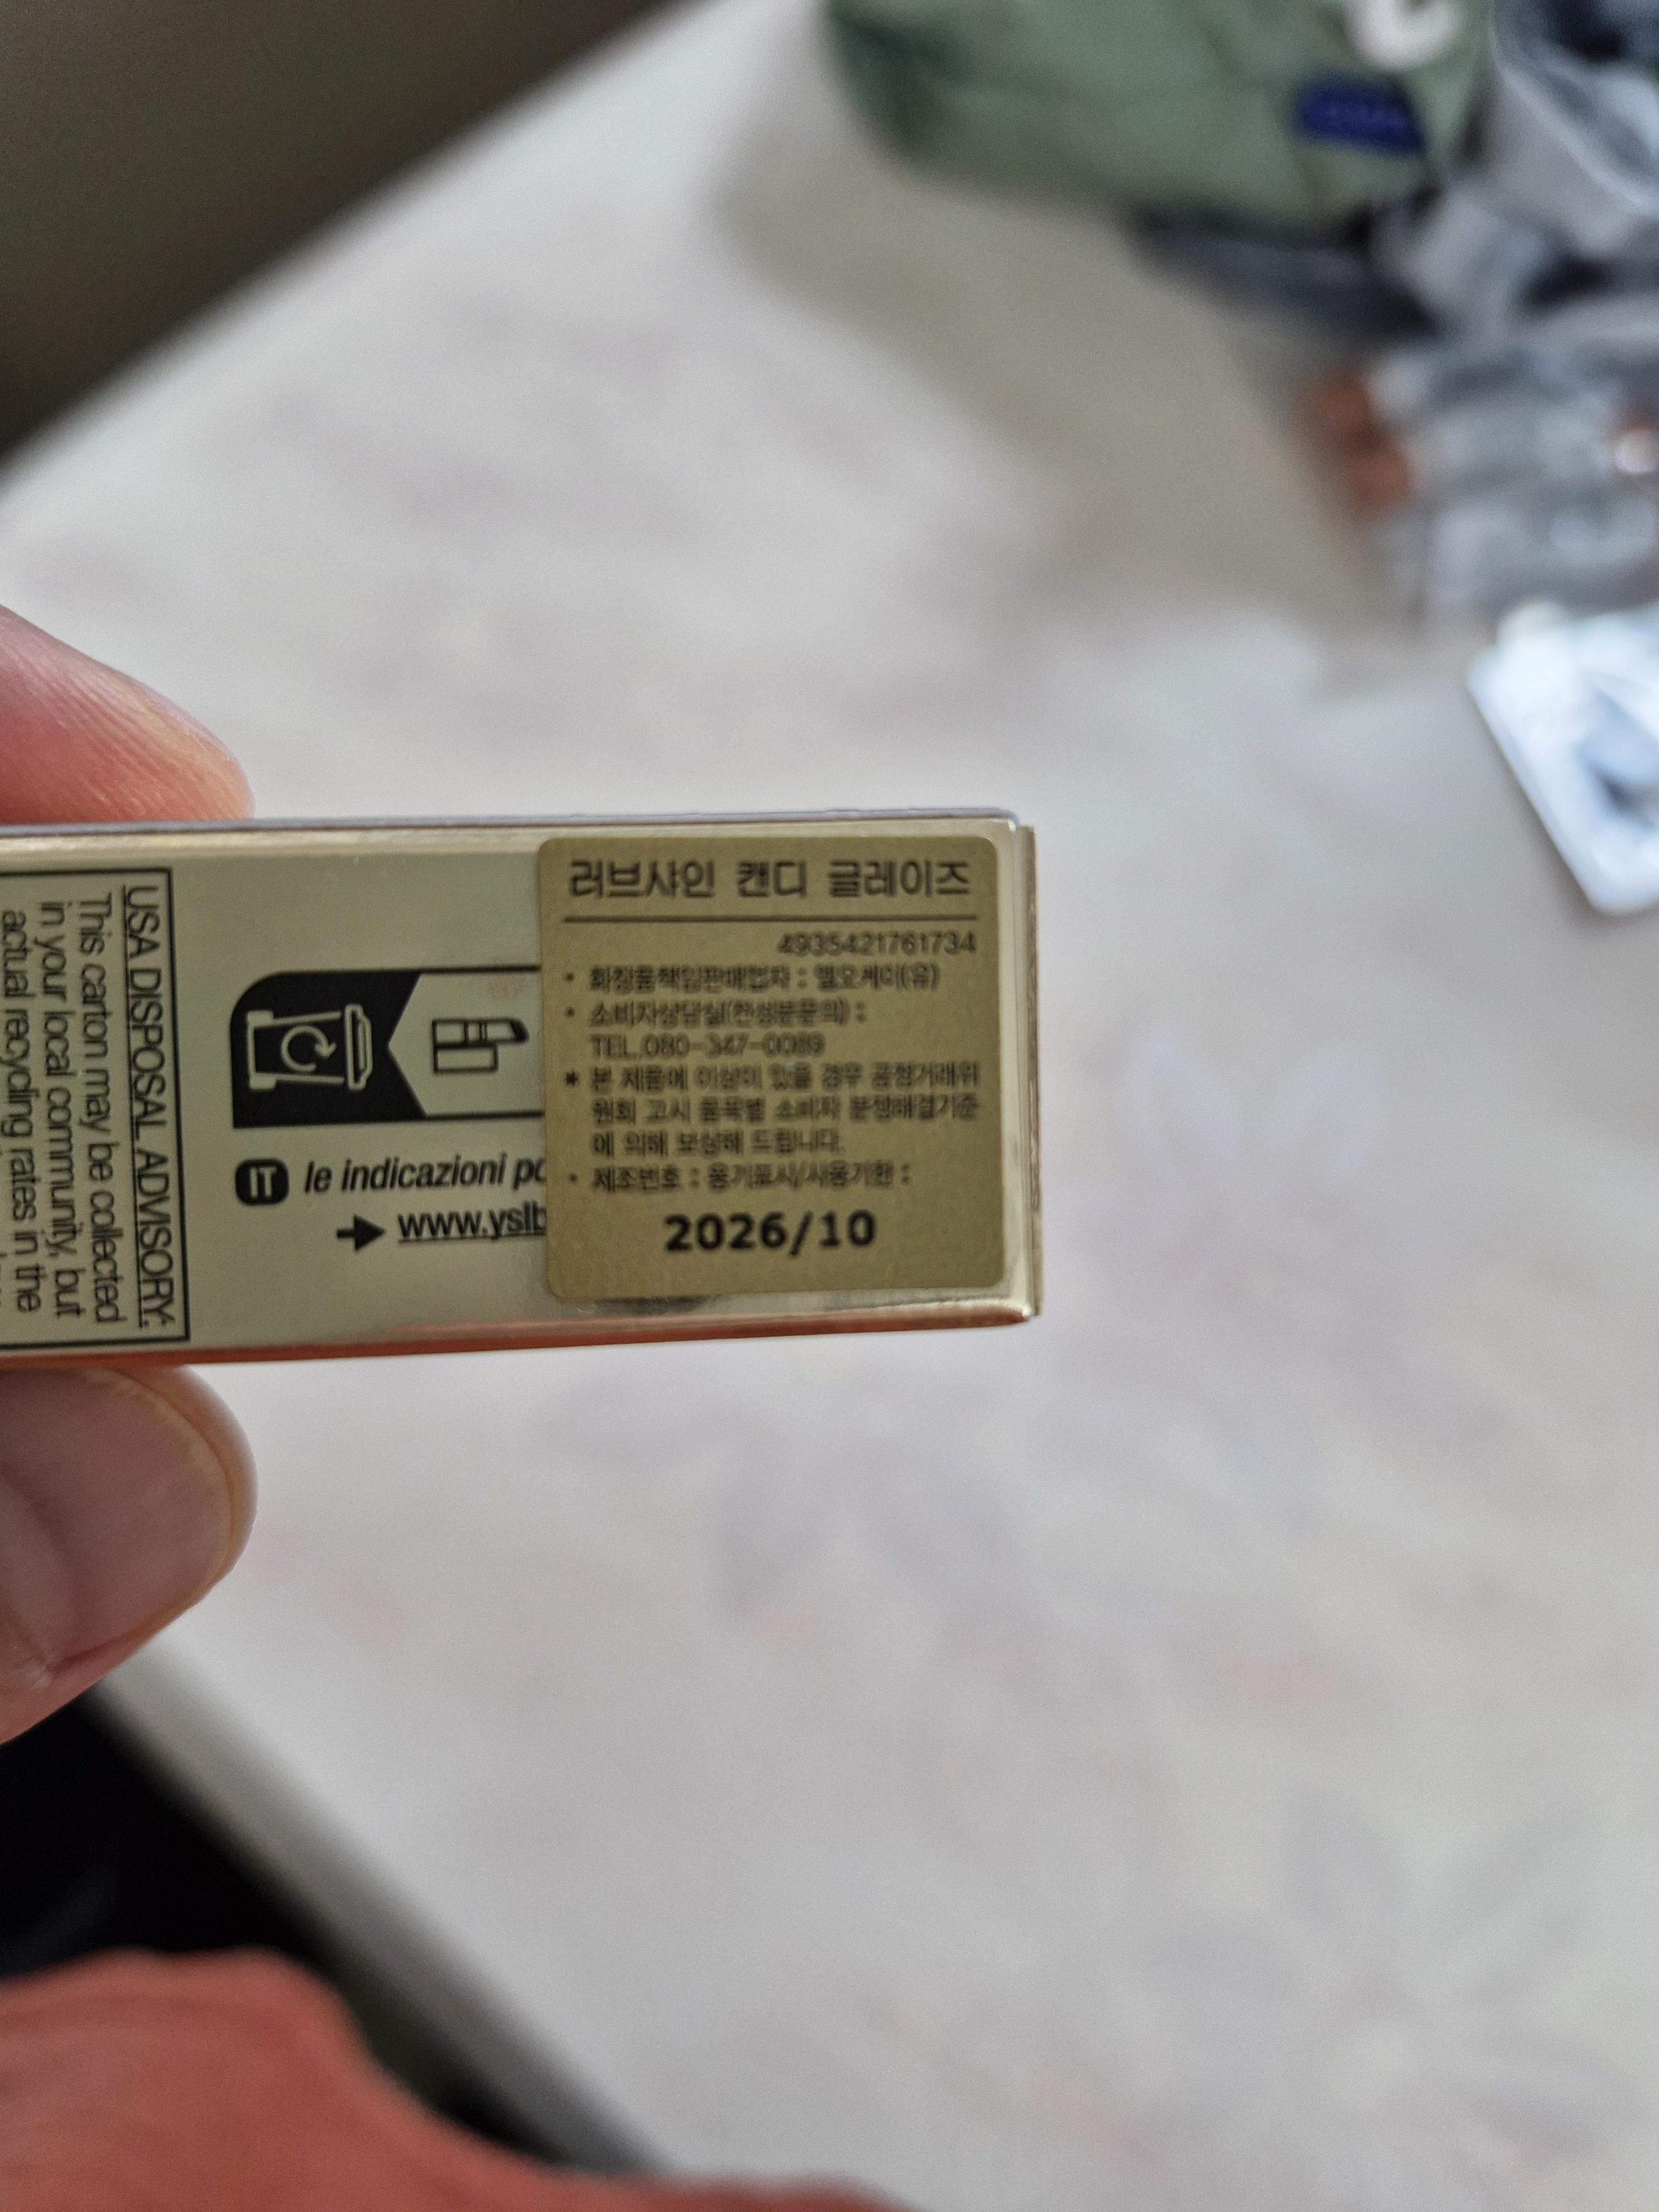 러브샤인 캔디 글레이즈
4935421761734
• 화장품책임판매업자 : 엘오케이(유)
• 소비자상담실(전성분문의) :
TEL.080-347-0089
* 본 제품에 이상이 있을 경우 공정거래위
원회 고시 품목별 소비자 분쟁해결기준
에 의해 보상해 드립니다.
• 제조번호 : 용기표시/사용기한 :
2026/10
IT le indicazioni
www.yslb
USA DISPOSAL ADVISORY:
This carton may be collected
in your local community, but
actual recycling rates in the